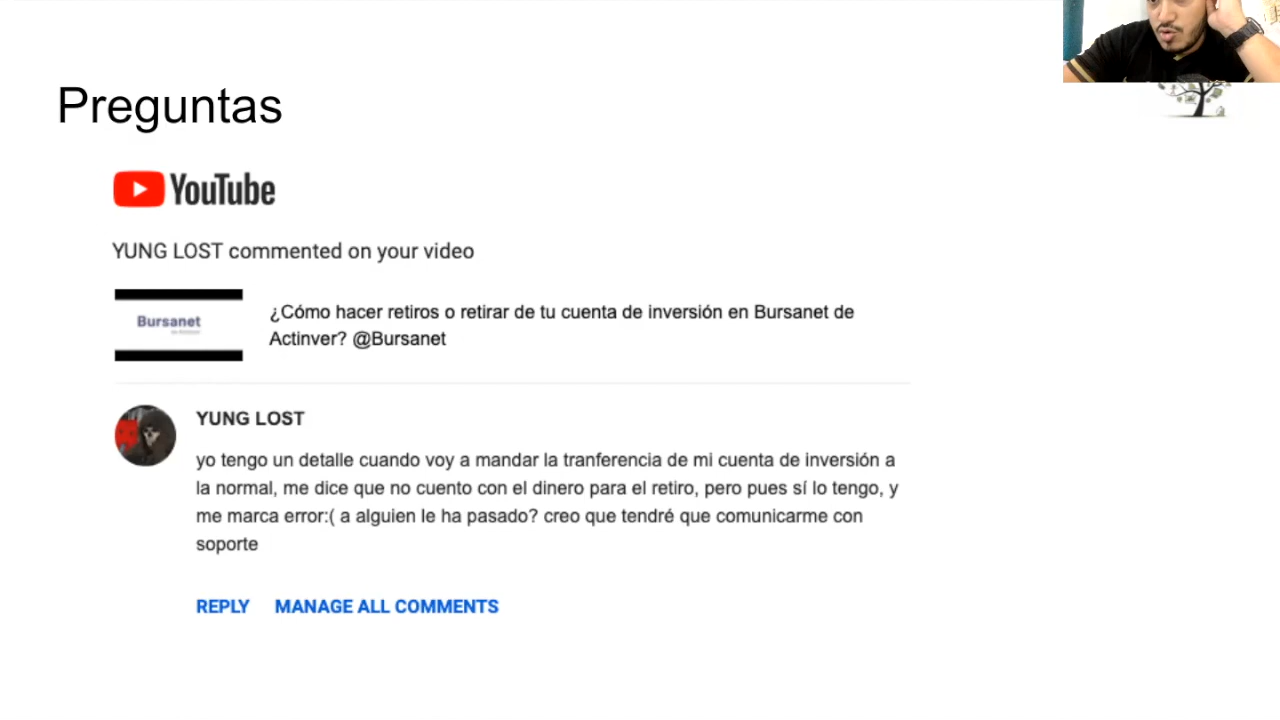 Preguntas
YouTube
YUNG LOST commented on your video
Bursanet
¿Cómo hacer retiros o retirar de tu cuenta de inversión en Bursanet de
Actinver? @Bursanet
YUNG LOST
yo tengo un detalle cuando voy a mandar la tranferencia de mi cuenta de inversión a
la normal, me dice que no cuento con el dinero para el retiro, pero pues sí lo tengo, y
me marca error:( a alguien le ha pasado? creo que tendré que comunicarme con
soporte
REPLY MANAGE ALL COMMENTS